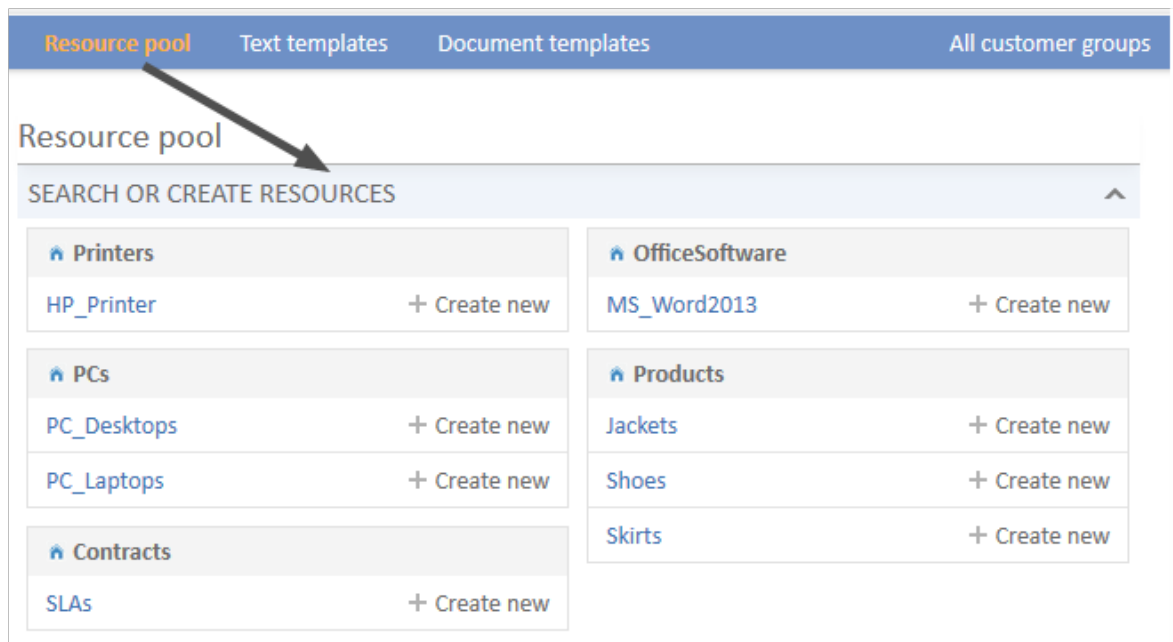 Resource pool Text templates Document templates All customer groups
Resource pool
SEARCH OR CREATE RESOURCES
Printers
HP_Printer + Create new
PCs
PC_Desktops + Create new
PC_Laptops + Create new
Contracts
SLAs + Create new
OfficeSoftware
MS_Word2013 + Create new
Products
Jackets + Create new
Shoes + Create new
Skirts + Create new